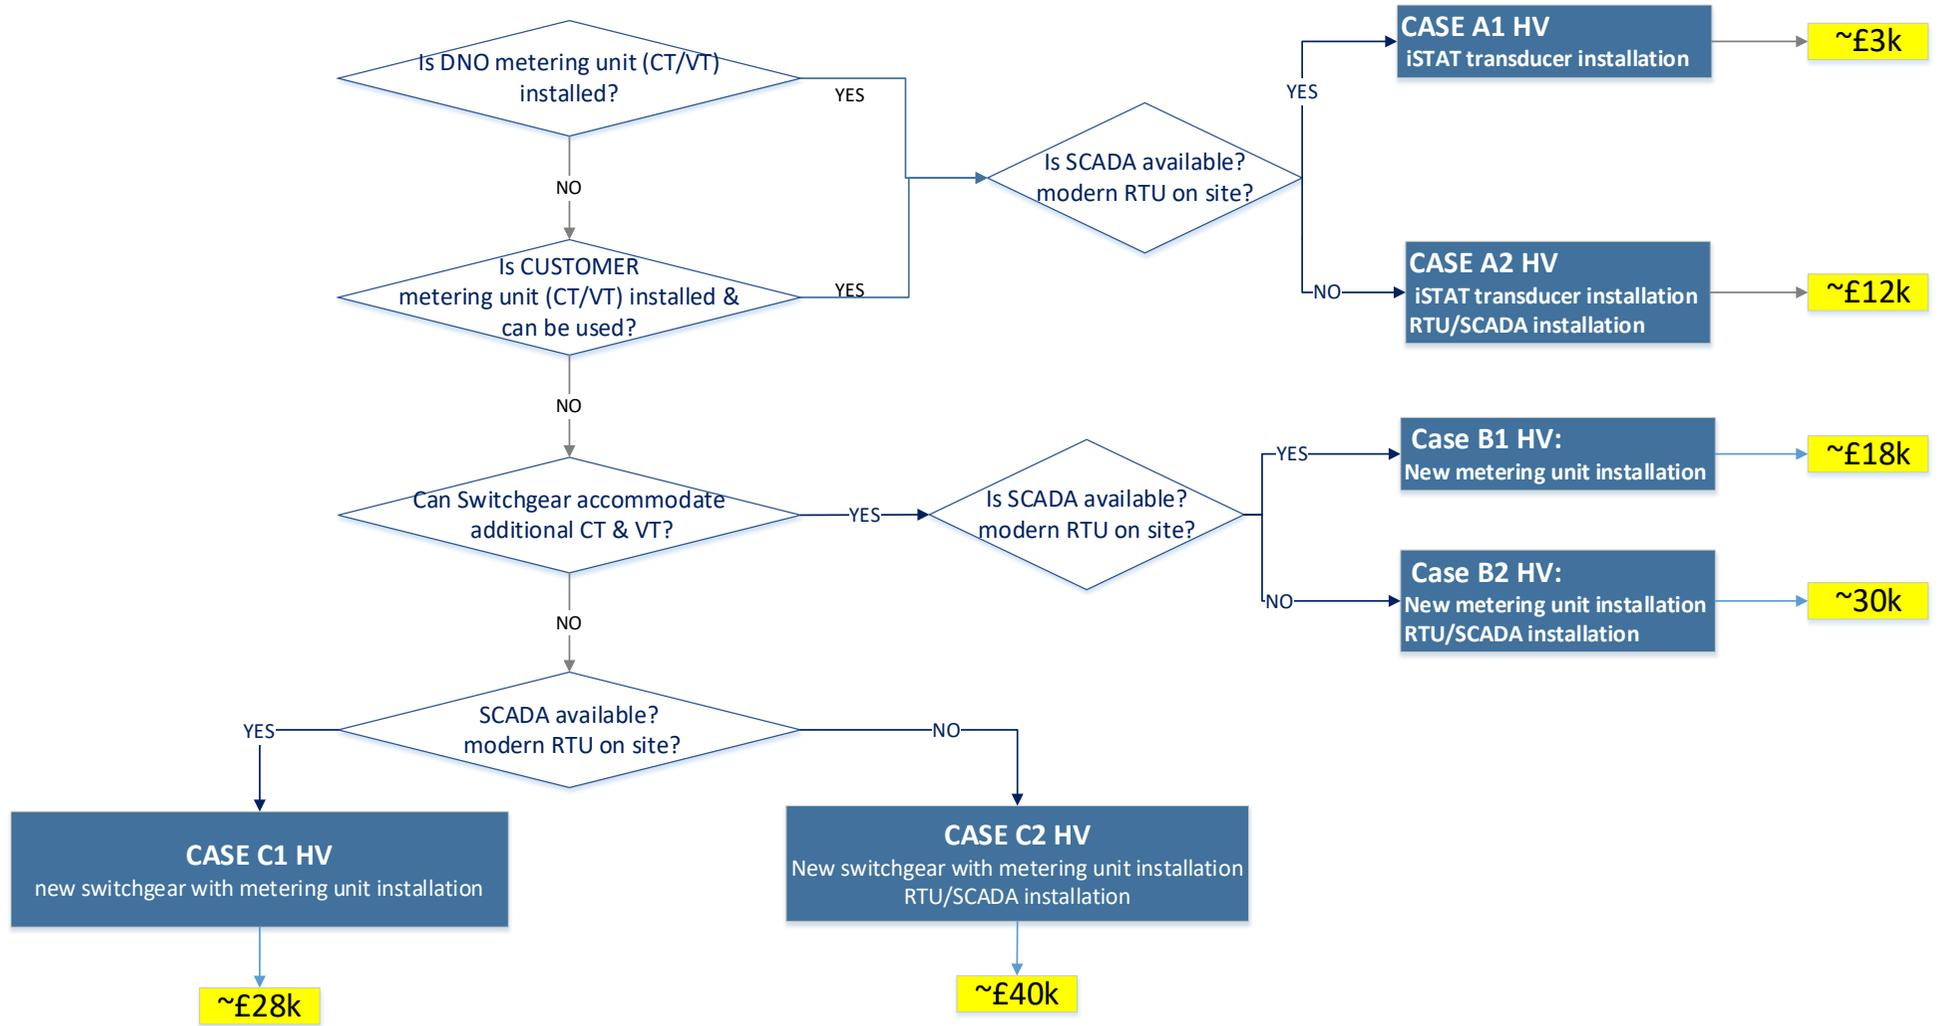 Is DNO metering unit (CT/VT)
installed?
YES
NO
Is CUSTOMER
metering unit (CT/VT) installed &
can be used?
YES
NO
Is SCADA available?
modern RTU on site?
YES
CASE A1 HV
iSTAT transducer installation
~£3k
NO
CASE A2 HV
iSTAT transducer installation
RTU/SCADA installation
~£12k
Can Switchgear accommodate
additional CT & VT?
YES
NO
Is SCADA available?
modern RTU on site?
YES
Case B1 HV:
New metering unit installation
~£18k
NO
Case B2 HV:
New metering unit installation
RTU/SCADA installation
~30k
SCADA available?
modern RTU on site?
YES
NO
CASE C1 HV
new switchgear with metering unit installation
~£28k
CASE C2 HV
New switchgear with metering unit installation
RTU/SCADA installation
~£40k